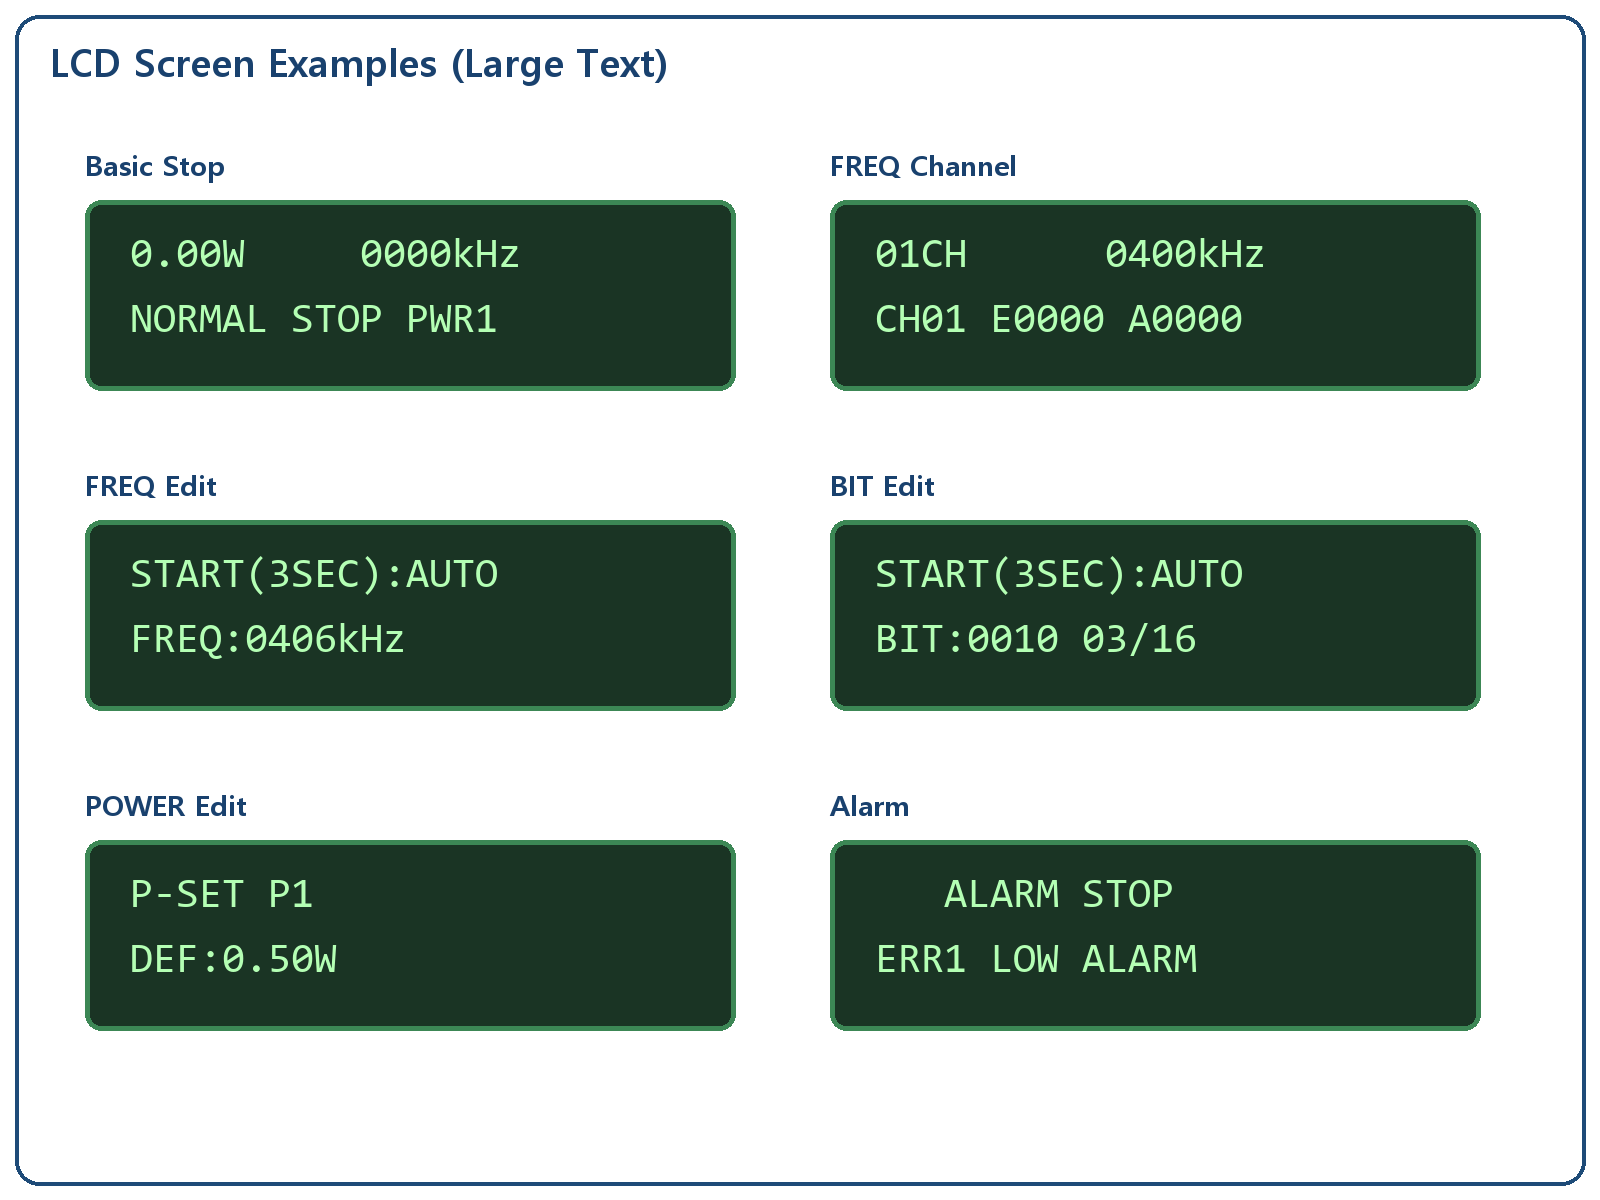 LCD Screen Examples (Large Text)
Basic Stop
0.00W     0000kHz
NORMAL STOP PWR1
FREQ Channel
01CH      0400kHz
CH01 E0000 A0000
FREQ Edit
START(3SEC):AUTO
FREQ:0406kHz
BIT Edit
START(3SEC):AUTO
BIT:0010 03/16
POWER Edit
P-SET P1
DEF:0.50W
Alarm
   ALARM STOP
ERR1 LOW ALARM